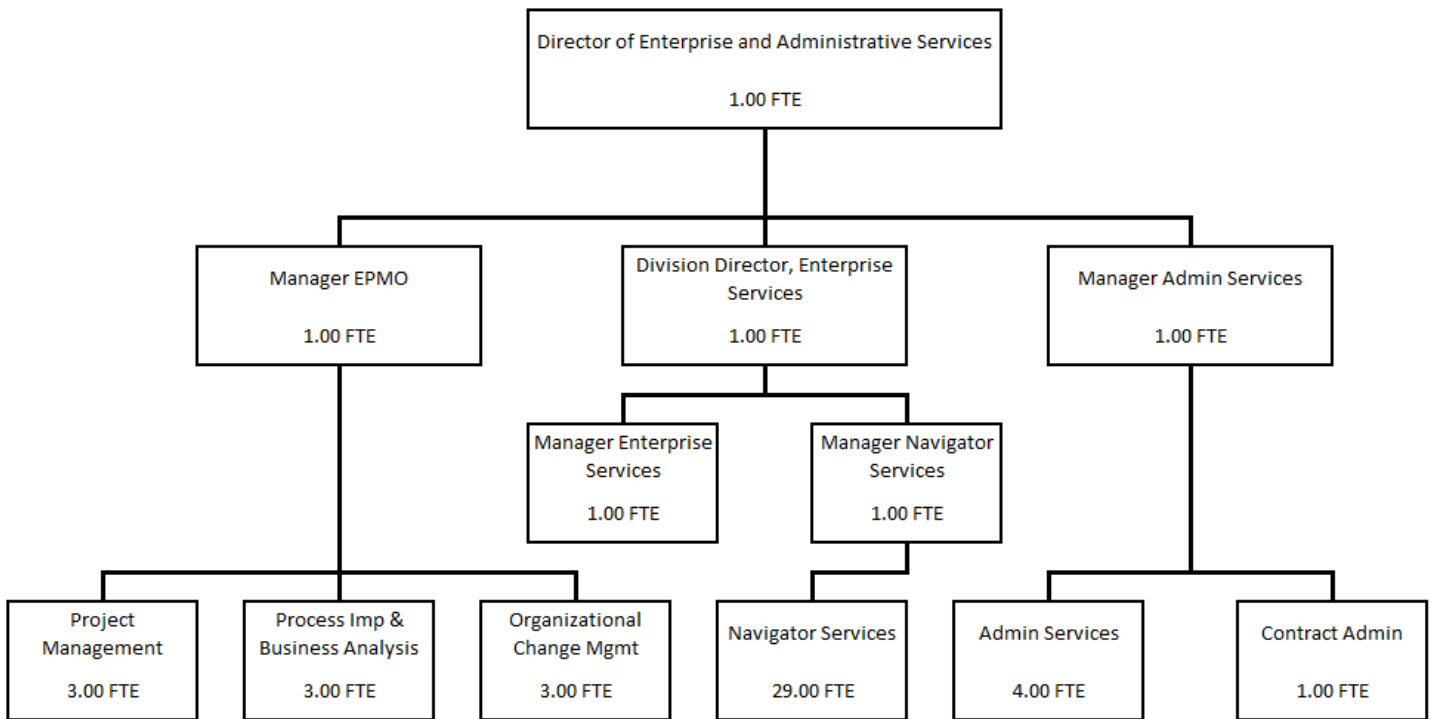 Director of Enterprise and Administrative Services
1.00 FTE
Manager EPMO
1.00 FTE
Division Director, Enterprise
Services
1.00 FTE
Manager Admin Services
1.00 FTE
Manager Enterprise
Services
1.00 FTE
Manager Navigator
Services
1.00 FTE
Project
Management
3.00 FTE
Process Imp &
Business Analysis
3.00 FTE
Organizational
Change Mgmt
3.00 FTE
Navigator Services
29.00 FTE
Admin Services
4.00 FTE
Contract Admin
1.00 FTE